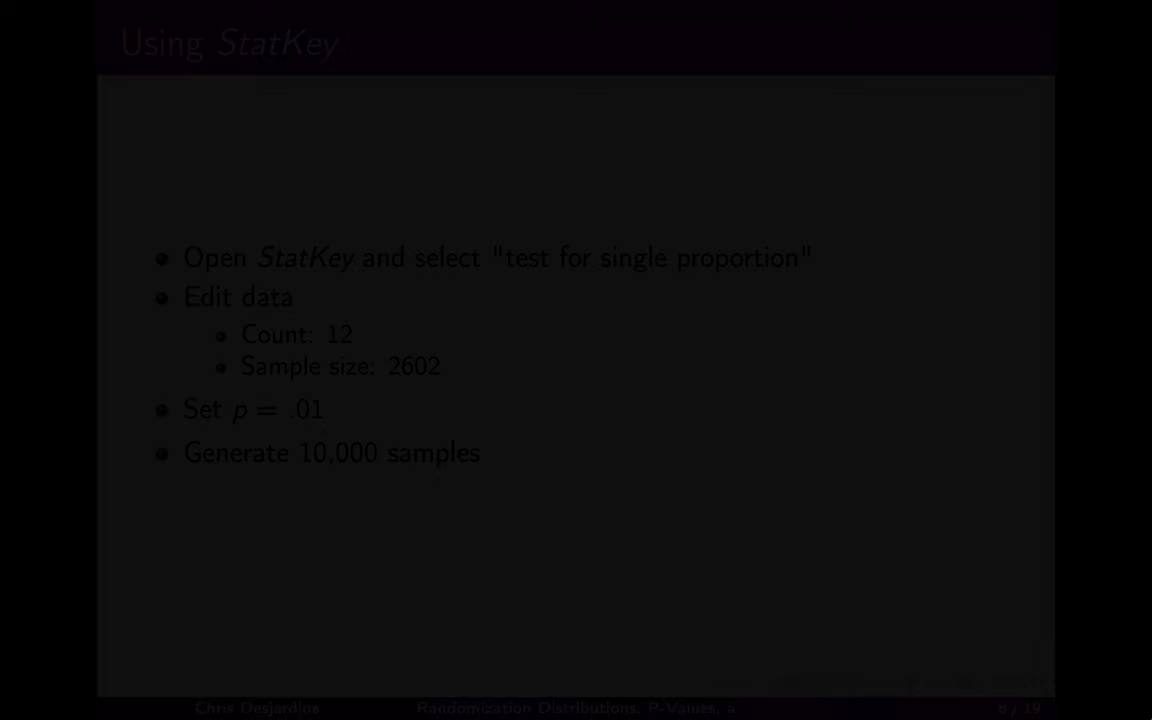 Using StatKey
Open StatKey and select "test for single proportion"
Edit data
Count: 12
Sample size: 2602
Set p = .01
Generate 10,000 samples
Chris Desjardins Randomization Distributions, P-Values, a 8 / 19